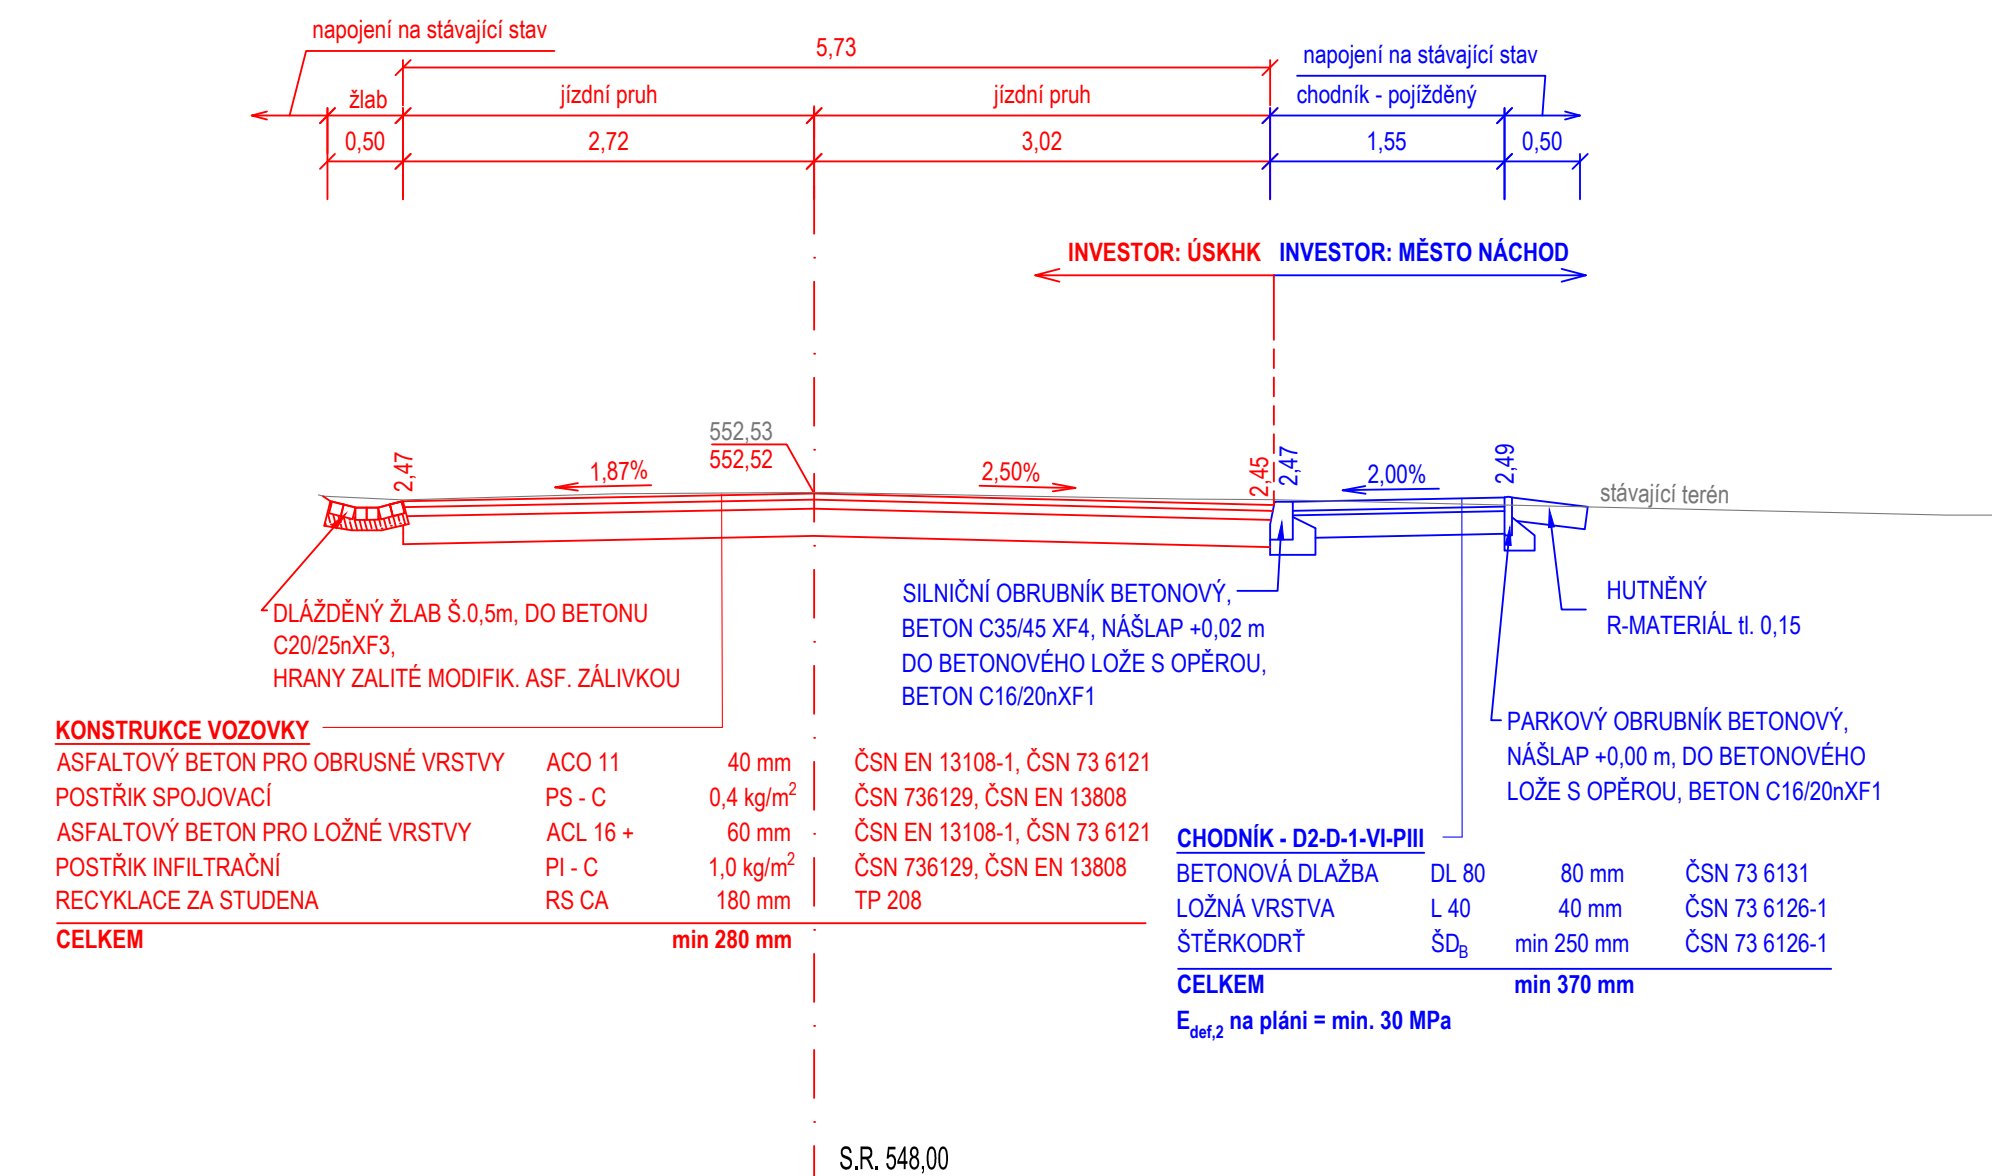 napojení na stávající stav
5,73
napojení na stávající stav
žlab
jízdní pruh
jízdní pruh
chodník - pojížděný
0,50
2,72
3,02
1,55
0,50
INVESTOR: ÚSKHK
INVESTOR: MĚSTO NÁCHOD
552,53
552,52
2,47
1,87%
2,50%
2,45
2,47
2,00%
2,49
stávající terén
DLÁŽDĚNÝ ŽLAB Š.0,5m, DO BETONU
C20/25nXF3,
HRANY ZALITÉ MODIFIK. ASF. ZÁLIVKOU
SILNIČNÍ OBRUBNÍK BETONOVÝ,
BETON C35/45 XF4, NÁŠLAP +0,02 m
DO BETONOVÉHO LOŽE S OPĚROU,
BETON C16/20nXF1
HUTNĚNÝ
R-MATERIÁL tl. 0,15
PARKOVÝ OBRUBNÍK BETONOVÝ,
NÁŠLAP +0,00 m, DO BETONOVÉHO
LOŽE S OPĚROU, BETON C16/20nXF1
KONSTRUKCE VOZOVKY
ASFALTOVÝ BETON PRO OBRUSNÉ VRSTVY ACO 11 40 mm ČSN EN 13108-1, ČSN 73 6121
POSTŘIK SPOJOVACÍ PS - C 0,4 kg/m² ČSN 736129, ČSN EN 13808
ASFALTOVÝ BETON PRO LOŽNÉ VRSTVY ACL 16 + 60 mm ČSN EN 13108-1, ČSN 73 6121
POSTŘIK INFILTRAČNÍ PI - C 1,0 kg/m² ČSN 736129, ČSN EN 13808
RECYKLACE ZA STUDENA RS CA 180 mm TP 208
CELKEM min 280 mm
CHODNÍK - D2-D-1-VI-PIII
BETONOVÁ DLAŽBA DL 80 80 mm ČSN 73 6131
LOŽNÁ VRSTVA L 40 40 mm ČSN 73 6126-1
ŠTĚRKODRŤ ŠDB min 250 mm ČSN 73 6126-1
CELKEM min 370 mm
Edef,2 na pláni = min. 30 MPa
S.R. 548,00